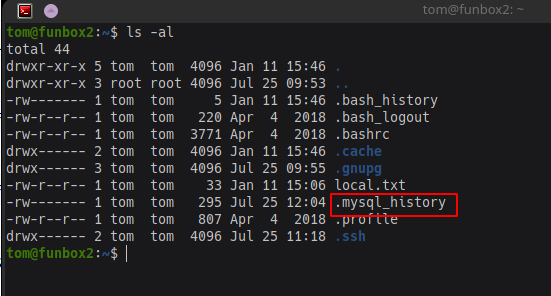 tom@funbox2: ~
tom@funbox2:~$ ls -al
total 44
drwxr-xr-x 5 tom  tom  4096 Jan 11 15:46 .
drwxr-xr-x 3 root root 4096 Jul 25 09:53 ..
-rw------- 1 tom  tom     5 Jan 11 15:46 .bash_history
-rw-r--r-- 1 tom  tom   220 Apr  4  2018 .bash_logout
-rw-r--r-- 1 tom  tom  3771 Apr  4  2018 .bashrc
drwx------ 2 tom  tom  4096 Jan 11 15:46 .cache
drwx------ 3 tom  tom  4096 Jul 25 09:55 .gnupg
-rw-r--r-- 1 tom  tom    33 Jan 11 15:06 local.txt
-rw------- 1 tom  tom   295 Jul 25 12:04 .mysql_history
-rw-r--r-- 1 tom  tom   807 Apr  4  2018 .profile
drwx------ 2 tom  tom  4096 Jul 25 11:18 .ssh
tom@funbox2:~$